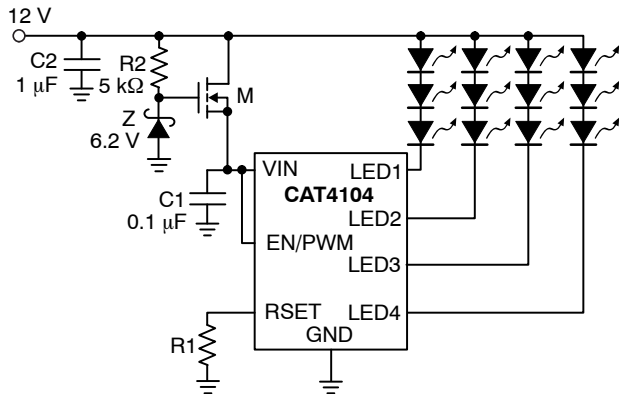 12 V
C2
1 μF
R2
5 kΩ
M
Z
6.2 V
VIN
LED1
CAT4104
C1
0.1 μF
LED2
EN/PWM
LED3
RSET
LED4
GND
R1